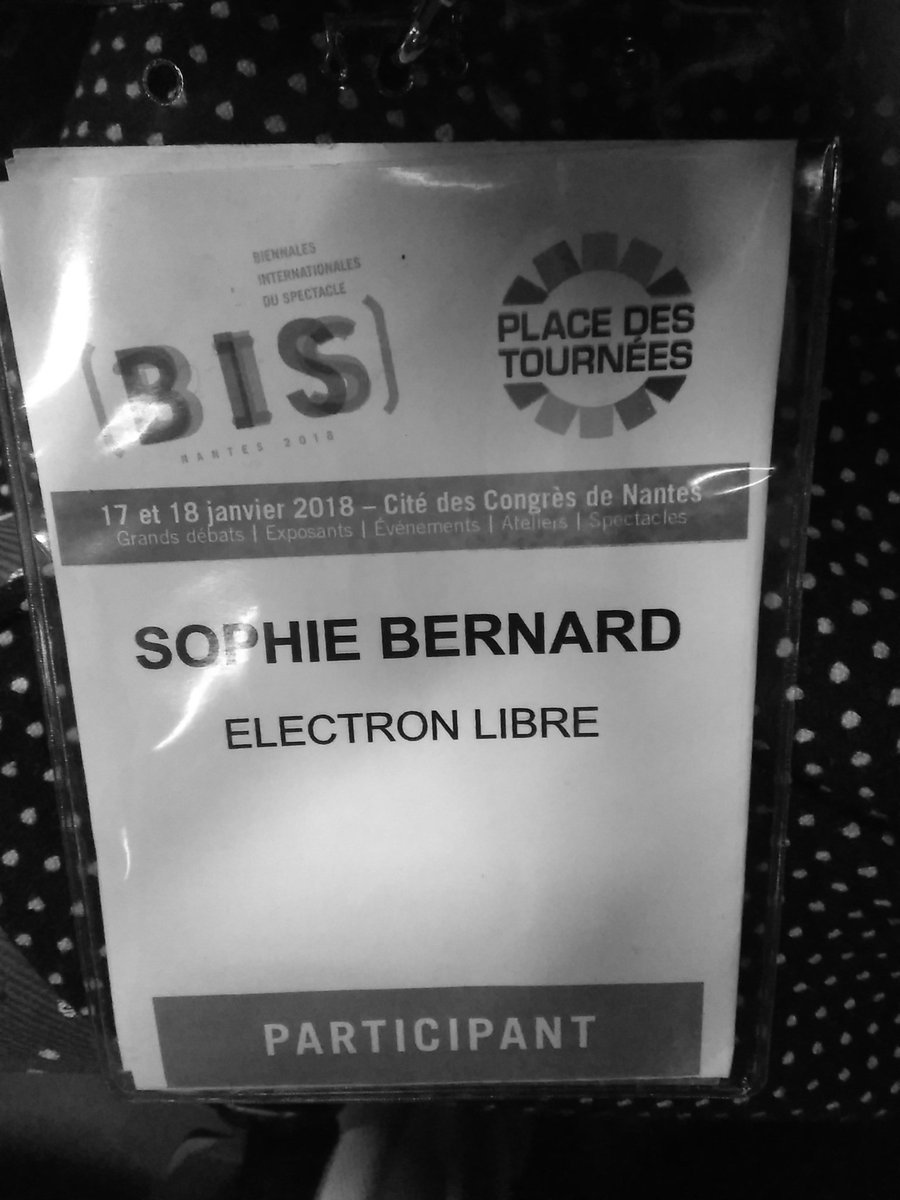 BIENNALES
INTERNATIONALES
DU SPECTACLE
(BIS)
NANTES 2018
PLACE DES
TOURNÉES
17 et 18 janvier 2018 – Cité des Congrès de Nantes
Grands débats | Exposants | Événements | Ateliers | Spectacles
SOPHIE BERNARD
ELECTRON LIBRE
PARTICIPANT